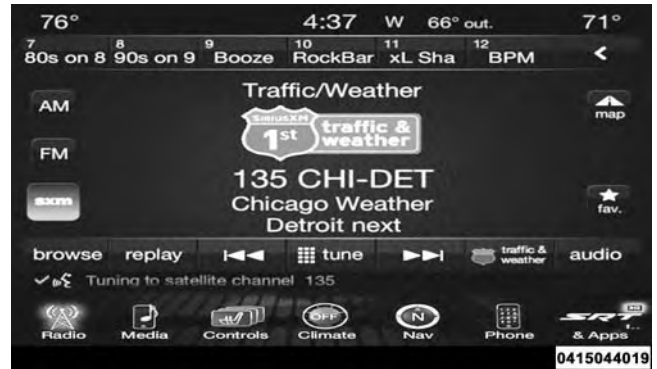 76° 4:37 W 66° out. 71°
7 8 9 10 11 12
80s on 8 90s on 9 Booze RockBar xL Sha BPM <
Traffic/Weather
AM
map
SiriusXM
1st traffic & weather
FM
135 CHI-DET
sxm
Chicago Weather
fav.
Detroit next
browse replay tune traffic & weather audio
Tuning to satellite channel 135
OFF N
Radio Media Controls Climate Nav Phone SRT & Apps
0415044019